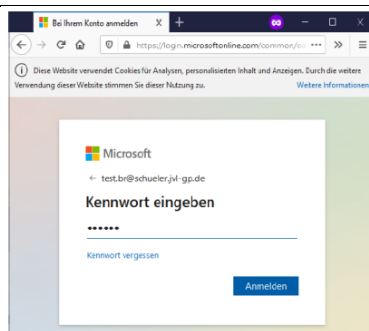 Bei Ihrem Konto anmelden
https://login.microsoftonline.com/common/oa
Diese Website verwendet Cookies für Analysen, personalisierten Inhalt und Anzeigen. Durch die weitere
Verwendung dieser Website stimmen Sie dieser Nutzung zu.
Weitere Informationen
Microsoft
← test.br@schueler.jvl-gp.de
Kennwort eingeben
••••••
Kennwort vergessen
Anmelden